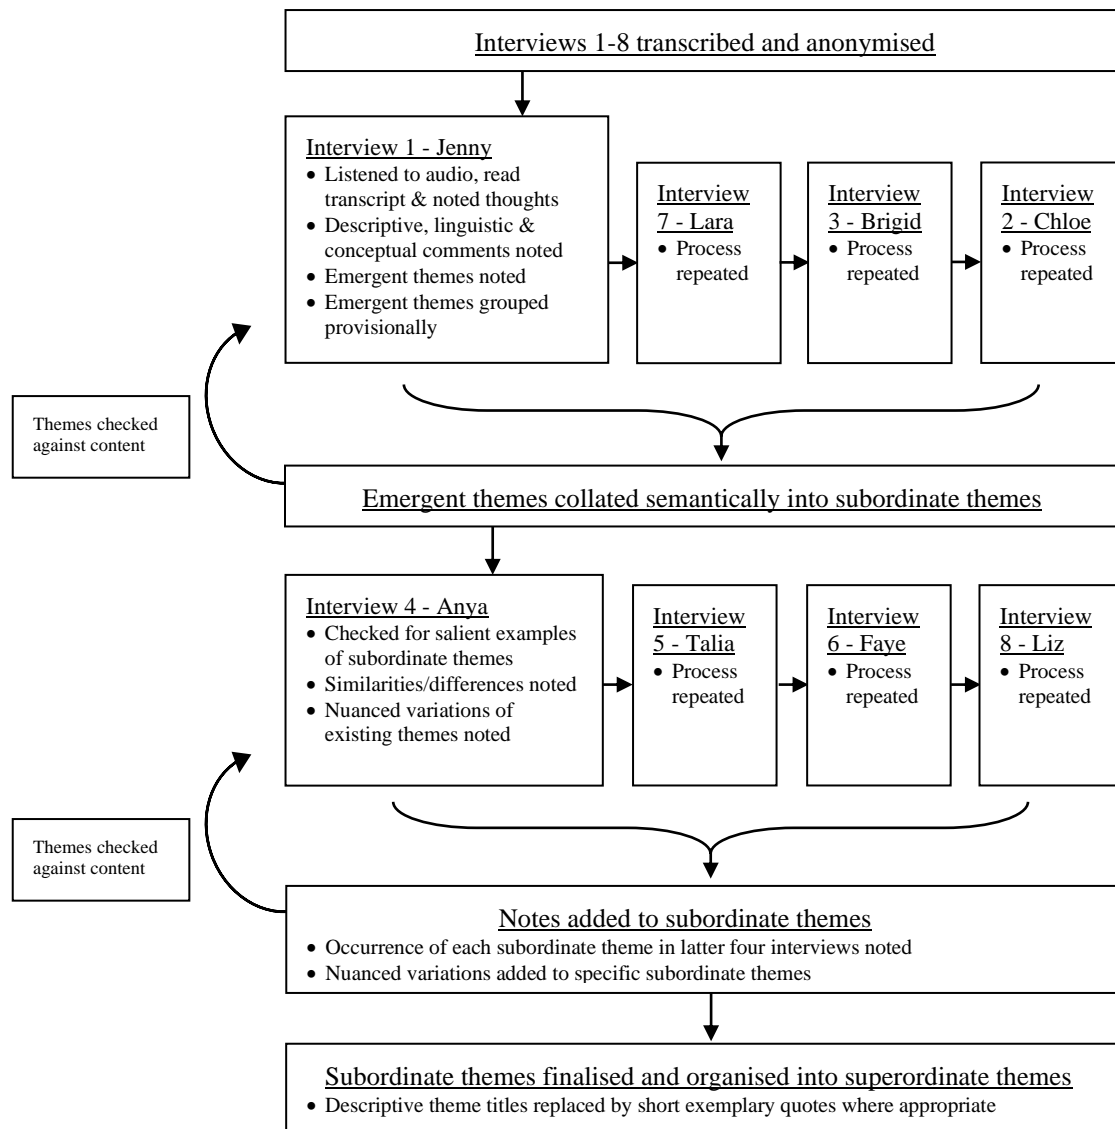 Interviews 1-8 transcribed and anonymised
Interview 1 - Jenny
• Listened to audio, read
transcript & noted thoughts
• Descriptive, linguistic &
conceptual comments noted
• Emergent themes noted
• Emergent themes grouped
provisionally
Interview
7 - Lara
• Process
repeated
Interview
3 - Brigid
• Process
repeated
Interview
2 - Chloe
• Process
repeated
Themes checked
against content
Emergent themes collated semantically into subordinate themes
Interview 4 - Anya
• Checked for salient examples
of subordinate themes
• Similarities/differences noted
• Nuanced variations of
existing themes noted
Interview
5 - Talia
• Process
repeated
Interview
6 - Faye
• Process
repeated
Interview
8 - Liz
• Process
repeated
Themes checked
against content
Notes added to subordinate themes
• Occurrence of each subordinate theme in latter four interviews noted
• Nuanced variations added to specific subordinate themes
Subordinate themes finalised and organised into superordinate themes
• Descriptive theme titles replaced by short exemplary quotes where appropriate